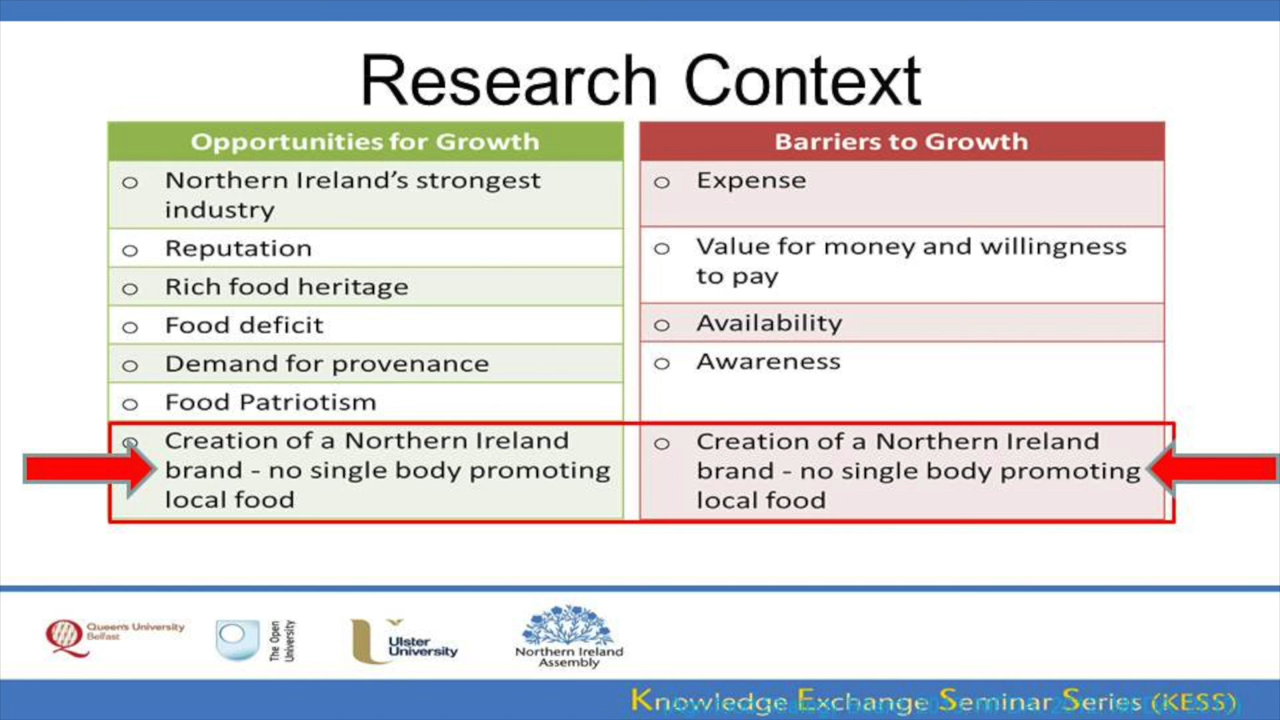 Research Context
Opportunities for Growth
o Northern Ireland's strongest
industry
o Reputation
o Rich food heritage
o Food deficit
o Demand for provenance
o Food Patriotism
o Creation of a Northern Ireland
brand - no single body promoting
local food
Barriers to Growth
o Expense
o Value for money and willingness
to pay
o Availability
o Awareness
o Creation of a Northern Ireland
brand - no single body promoting
local food
Queen's University
Belfast
The Open
University
Ulster
University
Northern Ireland
Assembly
Knowledge Exchange Seminar Series (KESS)